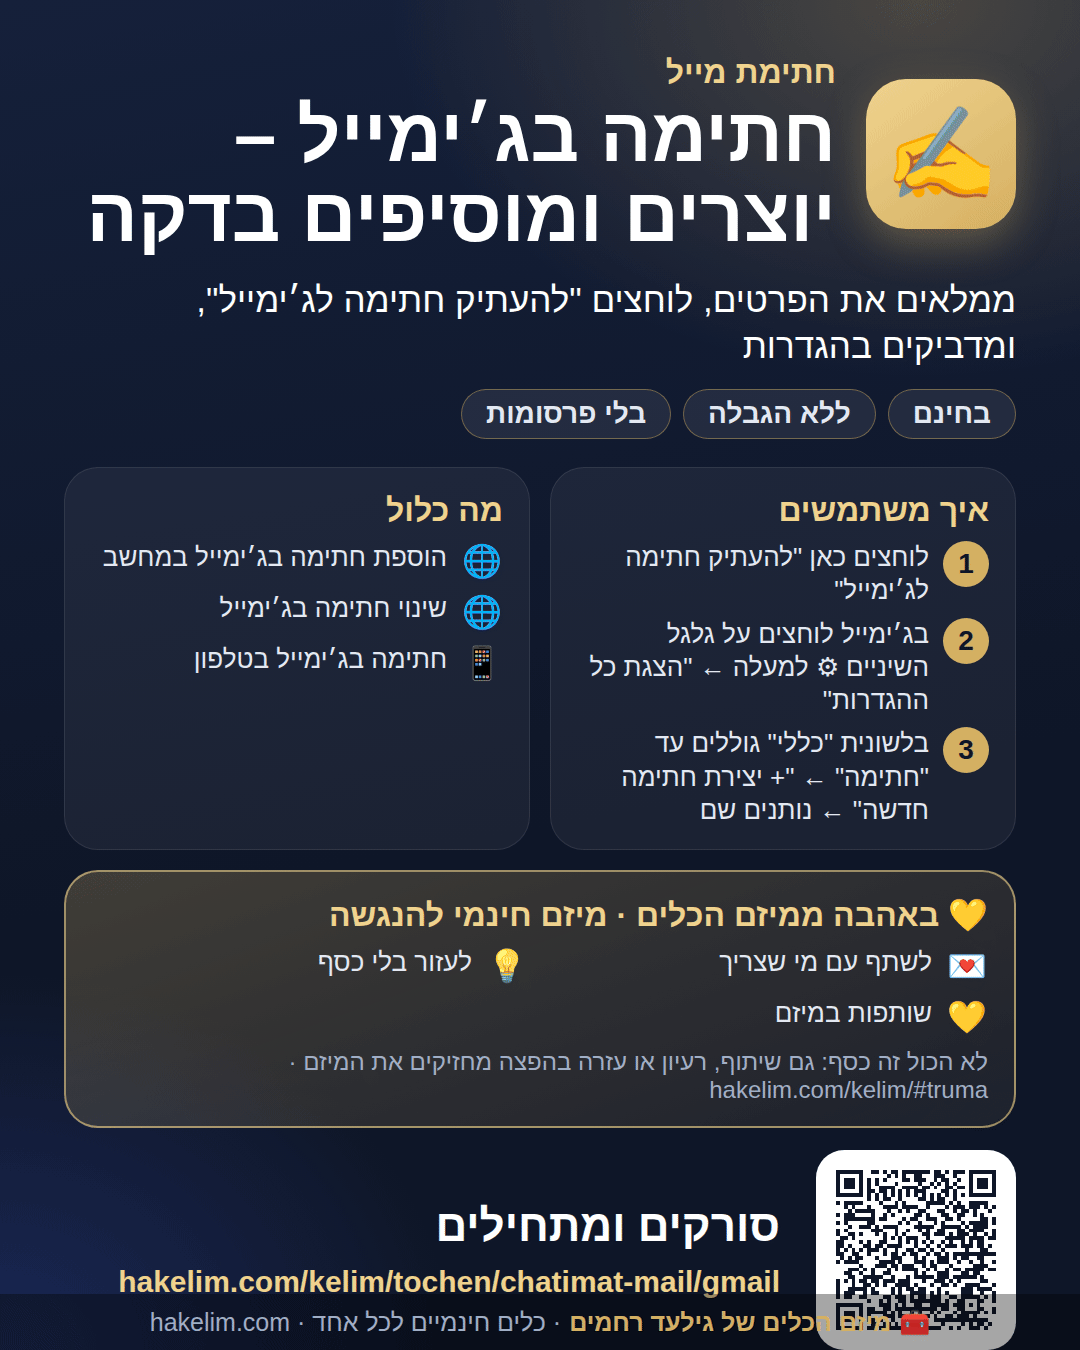 חתימת מייל
חתימה בג׳ימייל –
יוצרים ומוסיפים בדקה
ממלאים את הפרטים, לוחצים "להעתיק חתימה לג׳ימייל",
ומדביקים בהגדרות
בחינם
ללא הגבלה
בלי פרסומות
איך משתמשים
1
לוחצים כאן "להעתיק חתימה
לג׳ימייל"
2
בג׳ימייל לוחצים על גלגל
השיניים ⚙ למעלה ← "הצגת כל
ההגדרות"
3
בלשונית "כללי" גוללים עד
"חתימה" ← "+ יצירת חתימה
חדשה" ← נותנים שם
מה כלול
הוספת חתימה בג׳ימייל במחשב
שינוי חתימה בג׳ימייל
חתימה בג׳ימייל בטלפון
💛 באהבה ממיזם הכלים · מיזם חינמי להנגשה
לשתף עם מי שצריך
לעזור בלי כסף
שותפות במיזם
לא הכול זה כסף: גם שיתוף, רעיון או עזרה בהפצה מחזיקים את המיזם ·
hakelim.com/kelim/#truma
סורקים ומתחילים
hakelim.com/kelim/tochen/chatimat-mail/gmail
🧰 מיזם הכלים של גילעד רחמים · כלים חינמיים לכל אחד · hakelim.com